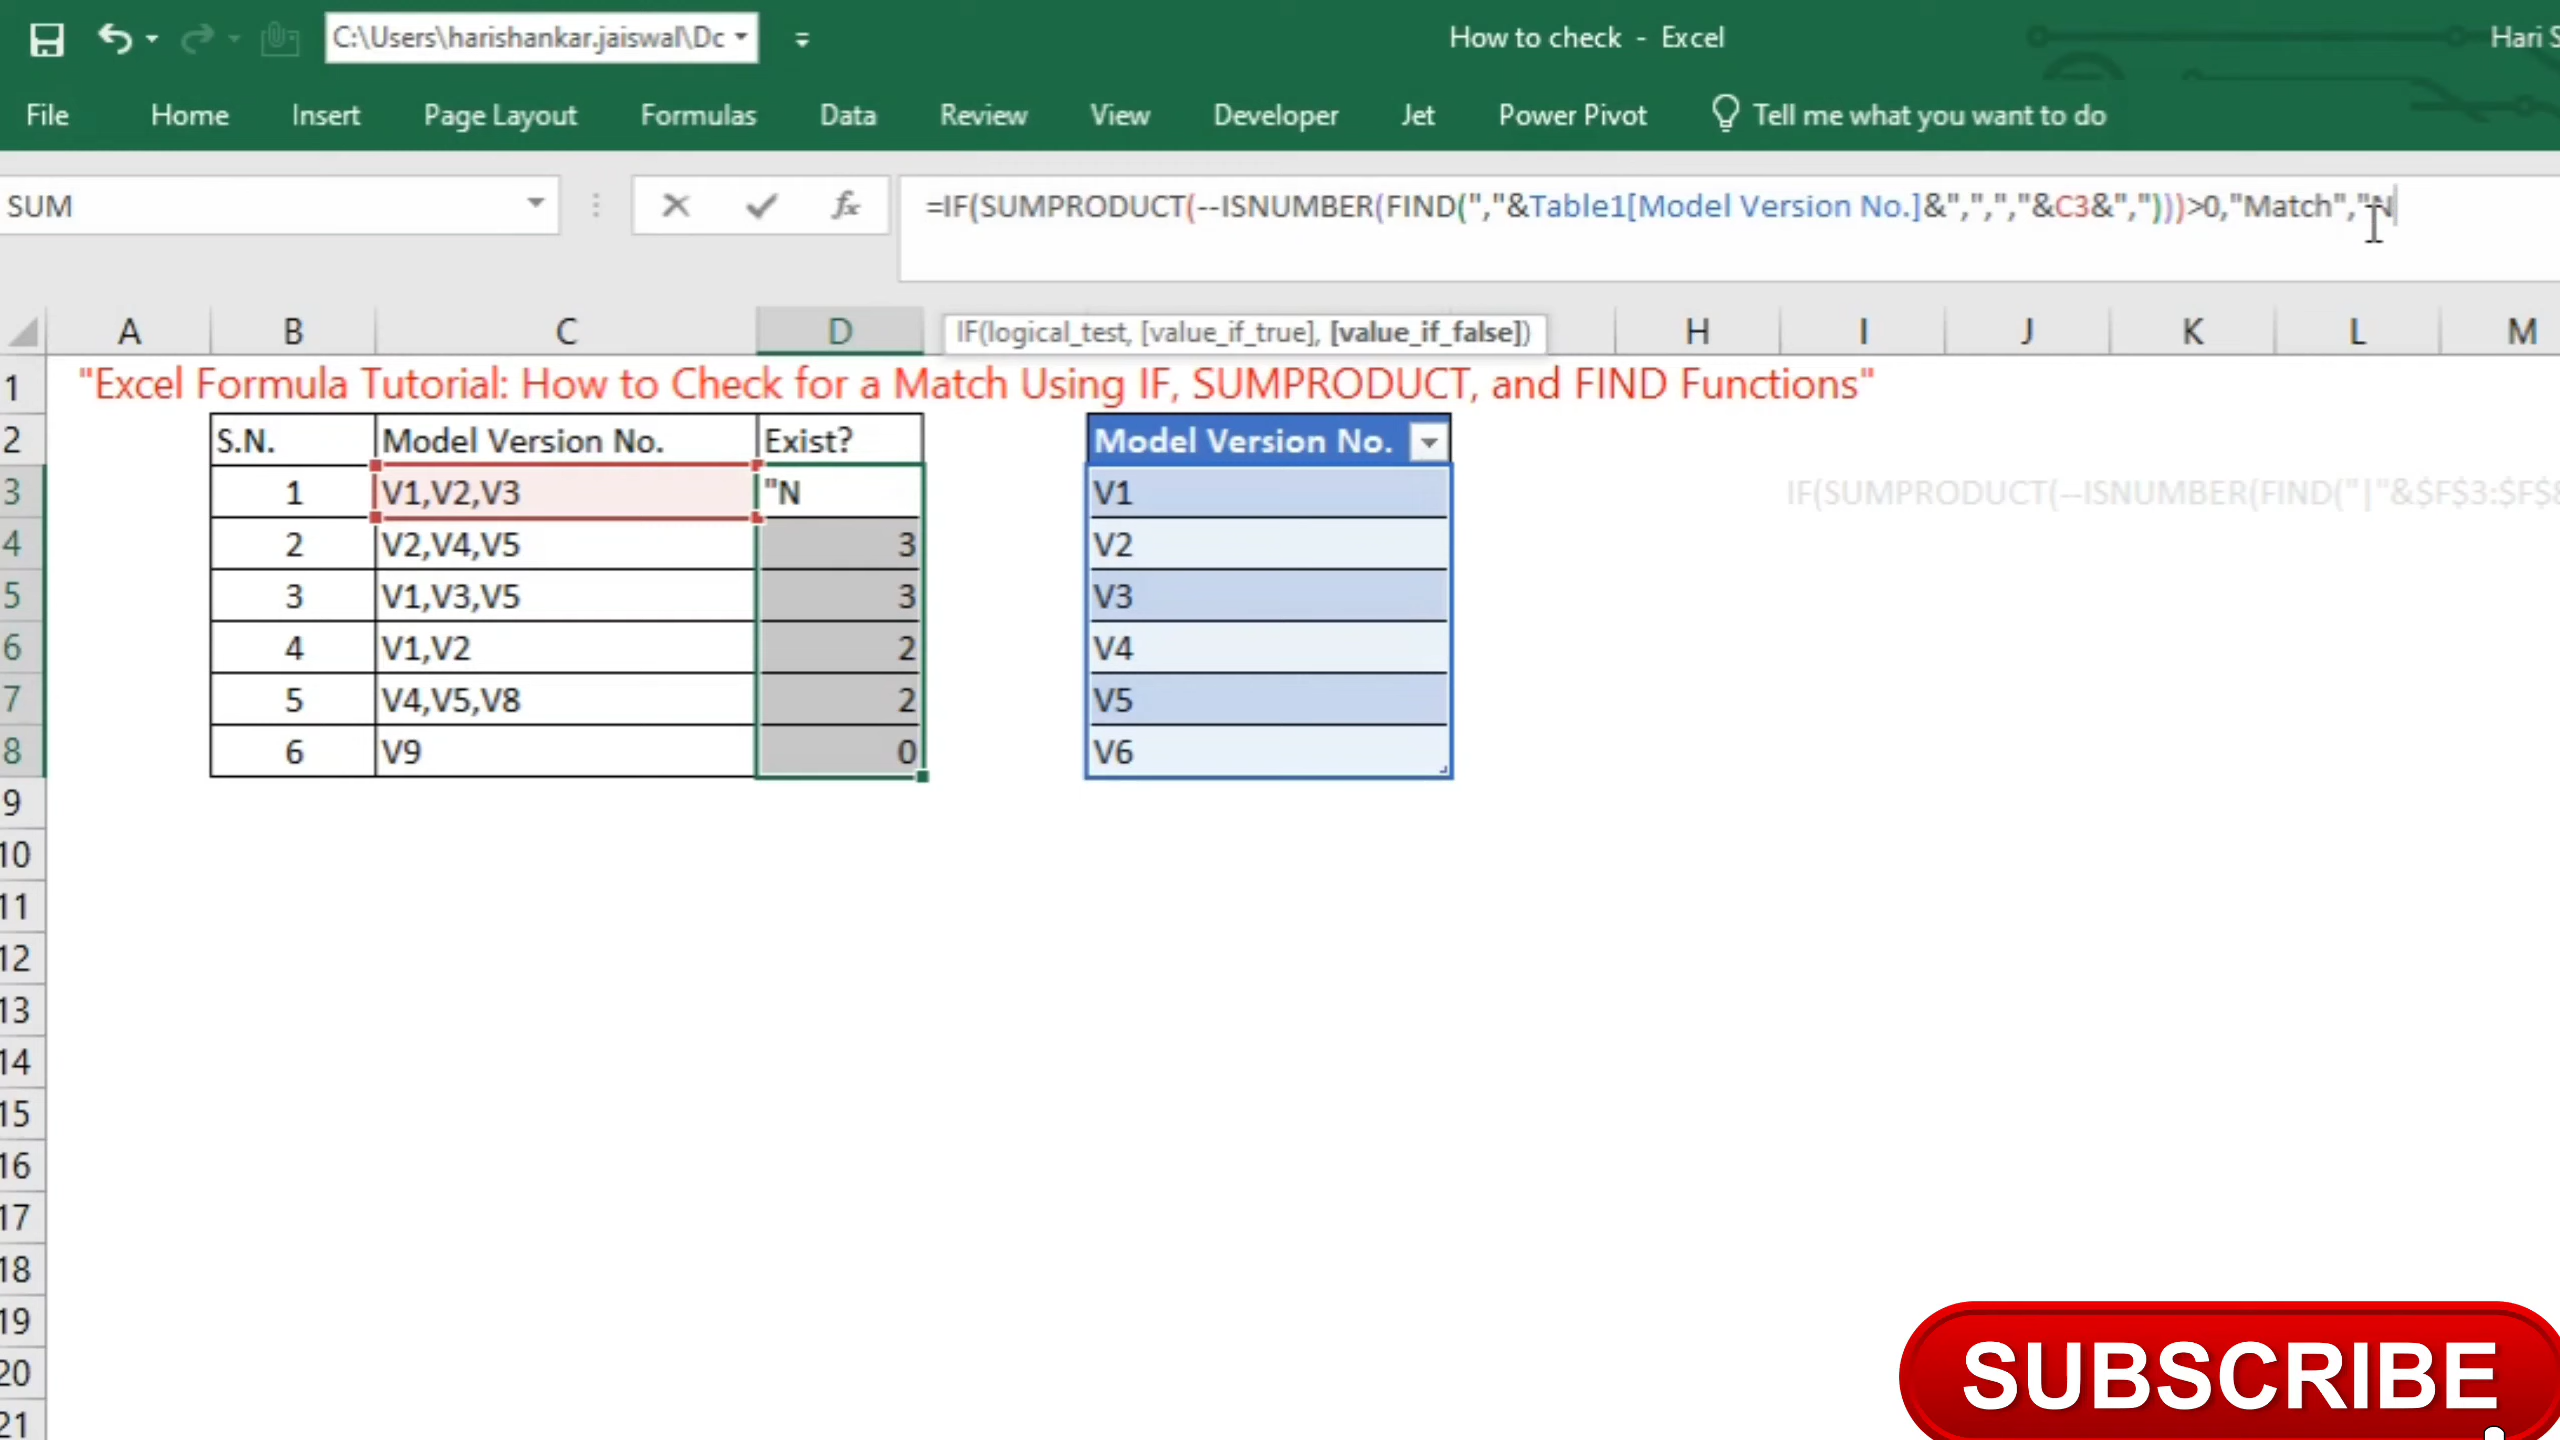 C:\Users\harishankar.jaiswal\Dc
How to check - Excel
Hari S
File Home Insert Page Layout Formulas Data Review View Developer Jet Power Pivot Tell me what you want to do
SUM
fx
=IF(SUMPRODUCT(--ISNUMBER(FIND(","&Table1[Model Version No.]&",",","&C3&",")))>0,"Match","N
IF(logical_test, [value_if_true], [value_if_false])
A B C D H I J K L M
1 "Excel Formula Tutorial: How to Check for a Match Using IF, SUMPRODUCT, and FIND Functions"
2 S.N. Model Version No. Exist? Model Version No.
3 1 V1,V2,V3 "N V1 IF(SUMPRODUCT(--ISNUMBER(FIND("|"&$F$3:$F$8
4 2 V2,V4,V5 3 V2
5 3 V1,V3,V5 3 V3
6 4 V1,V2 2 V4
7 5 V4,V5,V8 2 V5
8 6 V9 0 V6
9
10
11
12
13
14
15
16
17
18
19
20
21
SUBSCRIBE